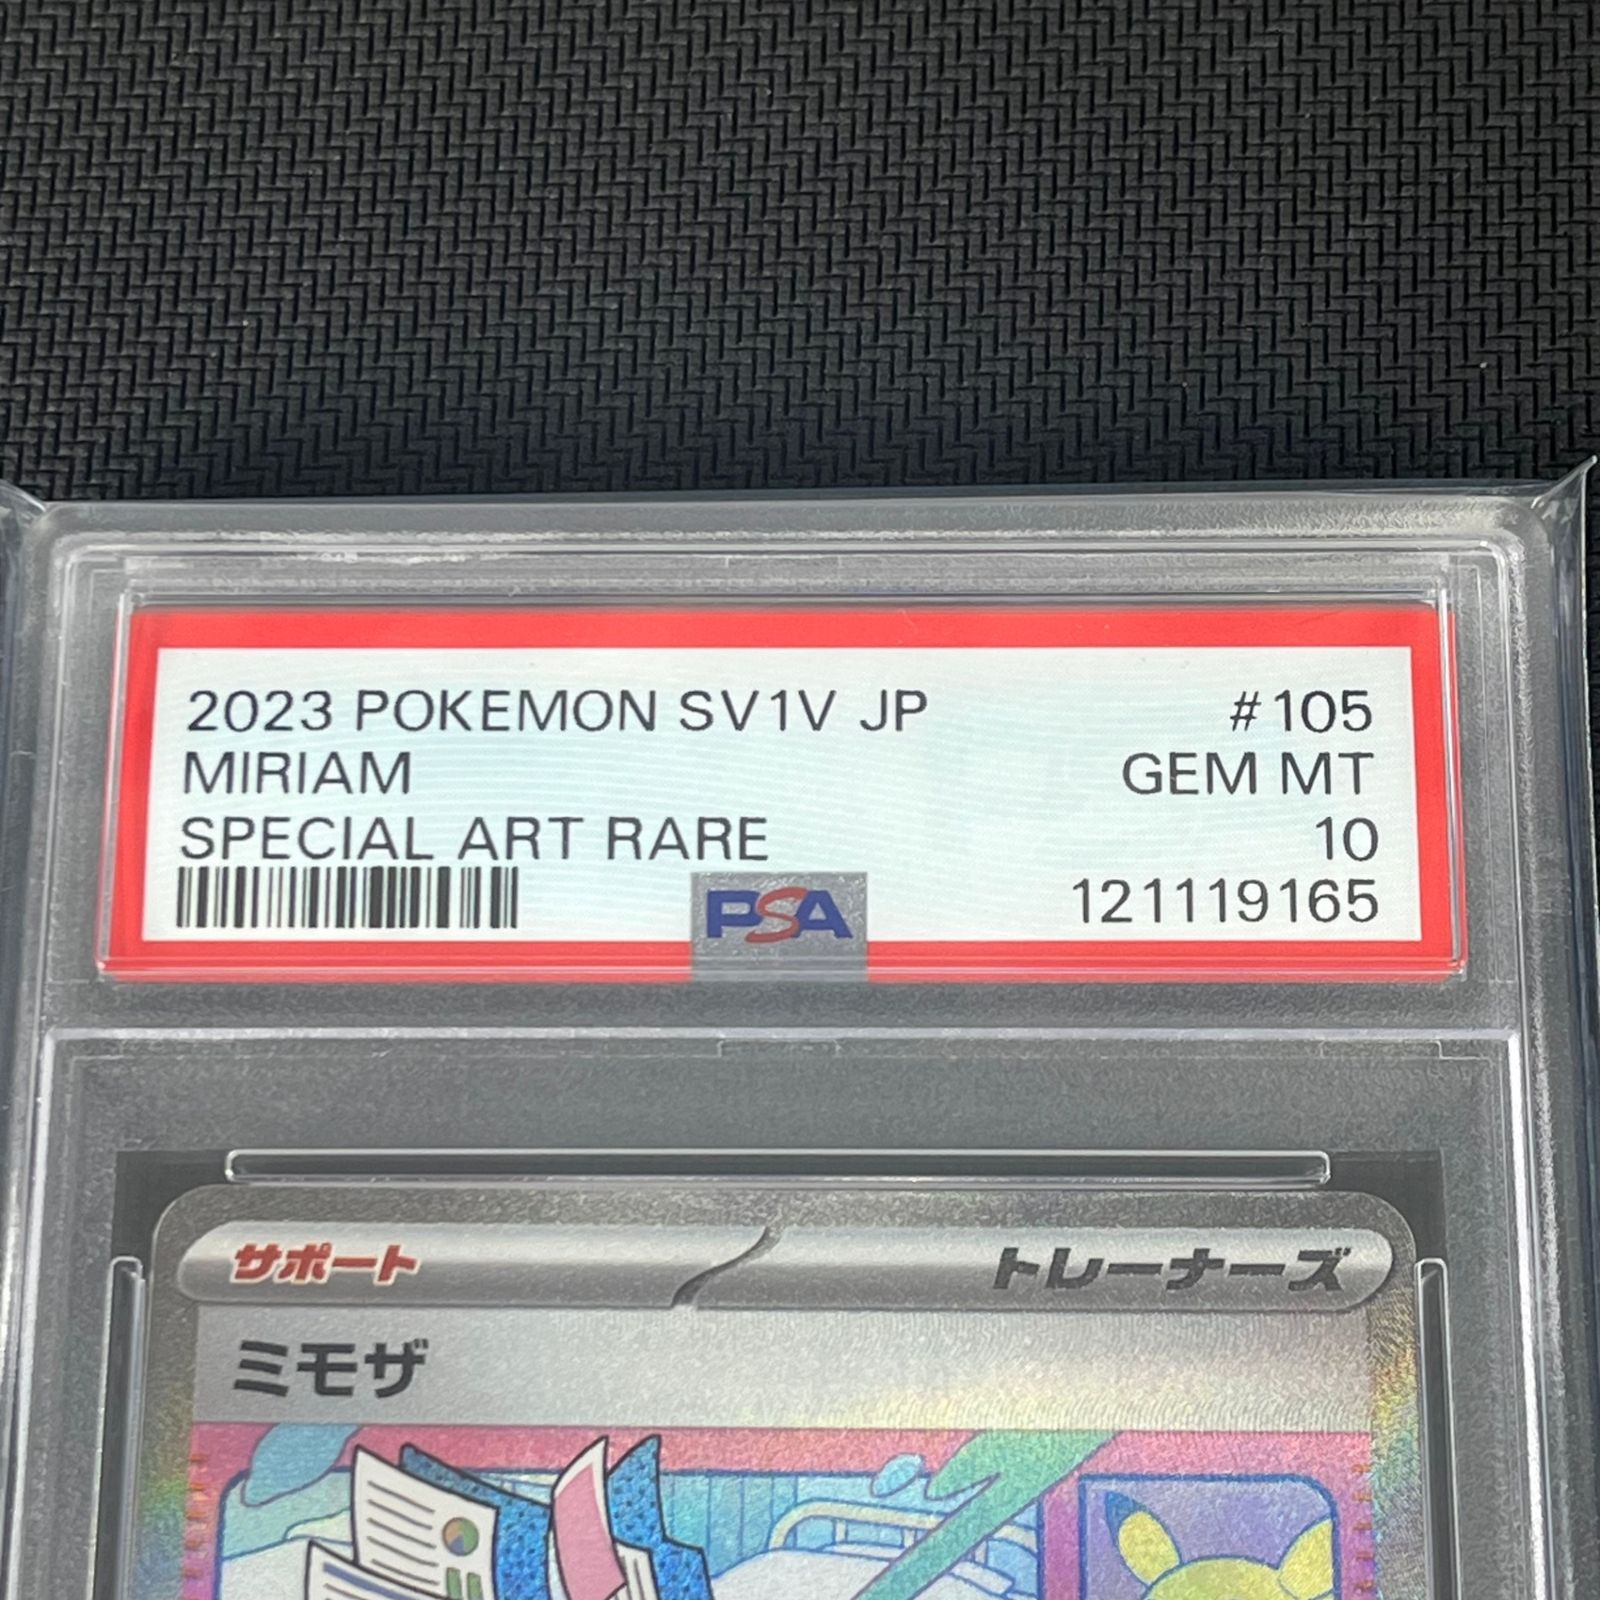 2023 POKEMON SV1V JP #105
MIRIAM GEM MT
SPECIAL ART RARE 10
PSA 121119165
サポート トレーナーズ
ミモザ